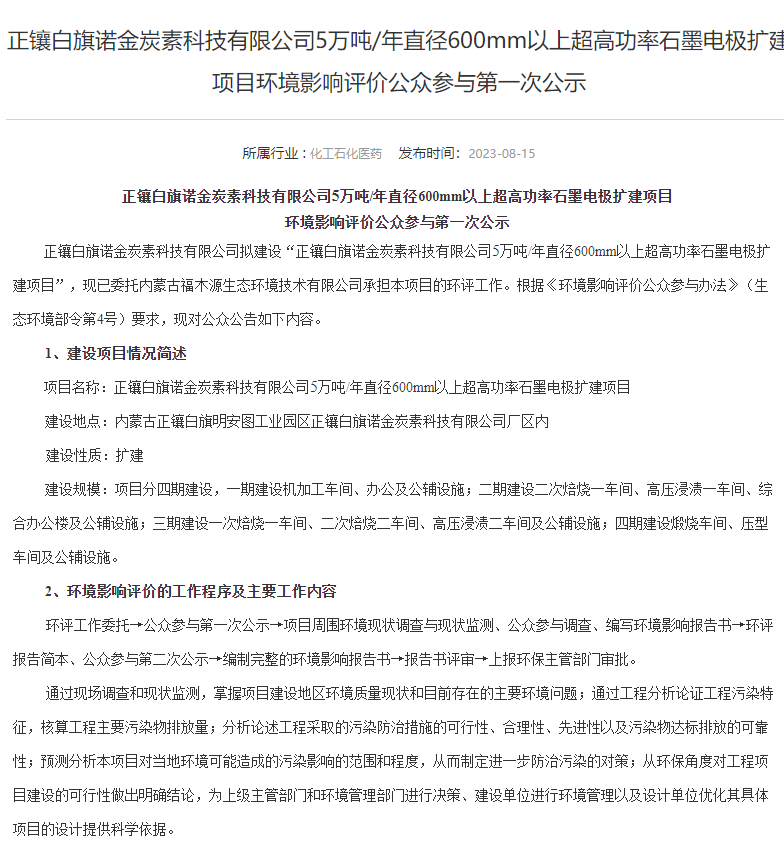 正镶白旗诺金炭素科技有限公司5万吨/年直径600mm以上超高功率石墨电极扩建
项目环境影响评价公众参与第一次公示
所属行业：化工石化医药 发布时间：2023-08-15
正镶白旗诺金炭素科技有限公司5万吨/年直径600mm以上超高功率石墨电极扩建项目
环境影响评价公众参与第一次公示
正镶白旗诺金炭素科技有限公司拟建设“正镶白旗诺金炭素科技有限公司5万吨/年直径600mm以上超高功率石墨电极扩
建项目”，现已委托内蒙古福木源生态环境技术有限公司承担本项目的环评工作。根据《环境影响评价公众参与办法》（生
态环境部令第4号）要求，现对公众公告如下内容。
1、建设项目情况简述
项目名称：正镶白旗诺金炭素科技有限公司5万吨/年直径600mm以上超高功率石墨电极扩建项目
建设地点：内蒙古正镶白旗明安图工业园区正镶白旗诺金炭素科技有限公司厂区内
建设性质：扩建
建设规模：项目分四期建设，一期建设机加工车间、办公及公辅设施；二期建设二次焙烧一车间、高压浸渍一车间、综
合办公楼及公辅设施；三期建设一次焙烧一车间、二次焙烧二车间、高压浸渍二车间及公辅设施；四期建设煅烧车间、压型
车间及公辅设施。
2、环境影响评价的工作程序及主要工作内容
环评工作委托→公众参与第一次公示→项目周围环境现状调查与现状监测、公众参与调查、编写环境影响报告书→环评
报告简本、公众参与第二次公示→编制完整的环境影响报告书→报告书评审→上报环保主管部门审批。
通过现场调查和现状监测，掌握项目建设地区环境质量现状和目前存在的主要环境问题；通过工程分析论证工程污染特
征，核算工程主要污染物排放量；分析论述工程采取的污染防治措施的可行性、合理性、先进性以及污染物达标排放的可靠
性；预测分析本项目对当地环境可能造成的污染影响的范围和程度，从而制定进一步防治污染的对策；从环保角度对工程项
目建设的可行性做出明确结论，为上级主管部门和环境管理部门进行决策、建设单位进行环境管理以及设计单位优化其具体
项目的设计提供科学依据。